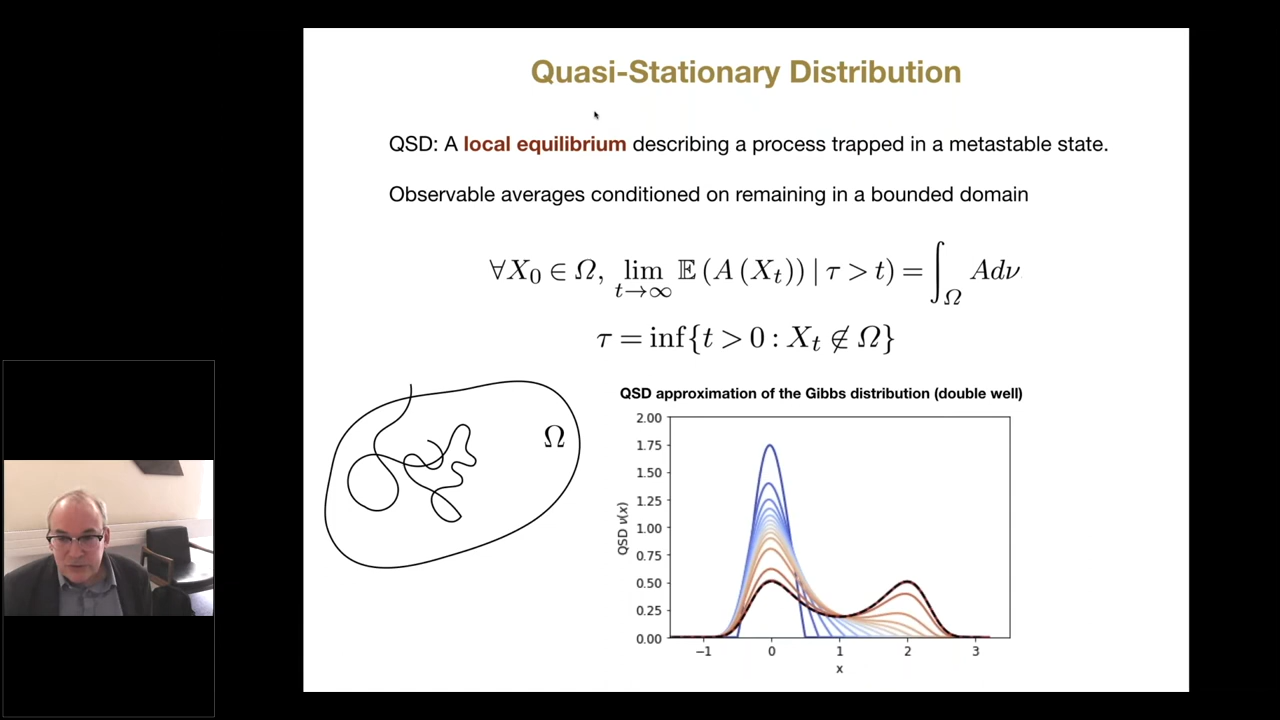 Quasi-Stationary Distribution
QSD: A local equilibrium describing a process trapped in a metastable state.
Observable averages conditioned on remaining in a bounded domain
∀X₀ ∈ Ω, lim_{t→∞} 𝔼 (A (X_t)) | τ > t) = ∫_Ω Adν
τ = inf{t > 0 : X_t ∉ Ω}
Ω
QSD approximation of the Gibbs distribution (double well)
2.00
1.75
1.50
1.25
1.00
0.75
0.50
0.25
0.00
QSD ν(x)
−1 0 1 2 3
x